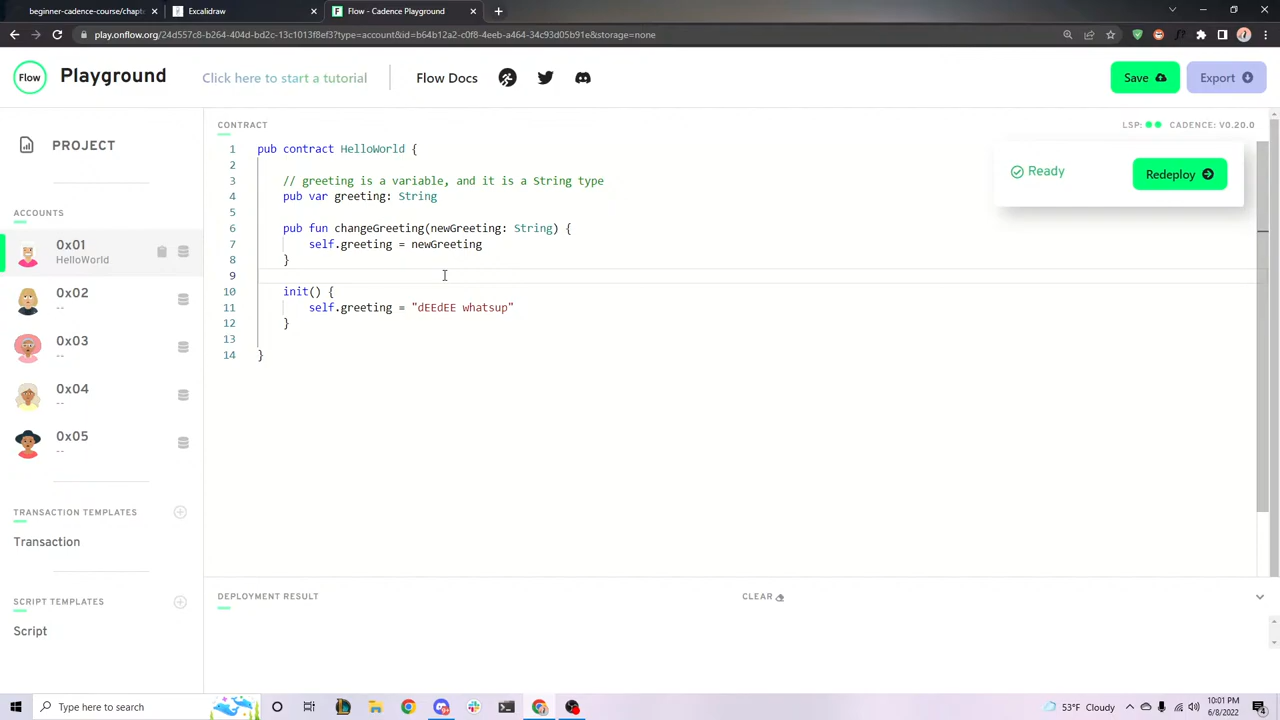 beginner-cadence-course/chapt
Excalidraw
Flow - Cadence Playground
play.onflow.org/24d557c8-b264-404d-bd2c-13c1013f8ef3?type=account&id=b64b12a2-c0f8-4eeb-a464-34c93d05b91e&storage=none
Flow
Playground
Click here to start a tutorial
Flow Docs
Save
Export
PROJECT
ACCOUNTS
0x01
HelloWorld
0x02
--
0x03
--
0x04
--
0x05
--
TRANSACTION TEMPLATES
Transaction
SCRIPT TEMPLATES
Script
CONTRACT
LSP:
CADENCE: V0.20.0
Ready
Redeploy
1 pub contract HelloWorld {
2
3 // greeting is a variable, and it is a String type
4 pub var greeting: String
5
6 pub fun changeGreeting(newGreeting: String) {
7 self.greeting = newGreeting
8 }
9
10 init() {
11 self.greeting = "dEEdEE whatsup"
12 }
13
14 }
DEPLOYMENT RESULT
CLEAR
Type here to search
53°F Cloudy
10:01 PM
6/8/2022